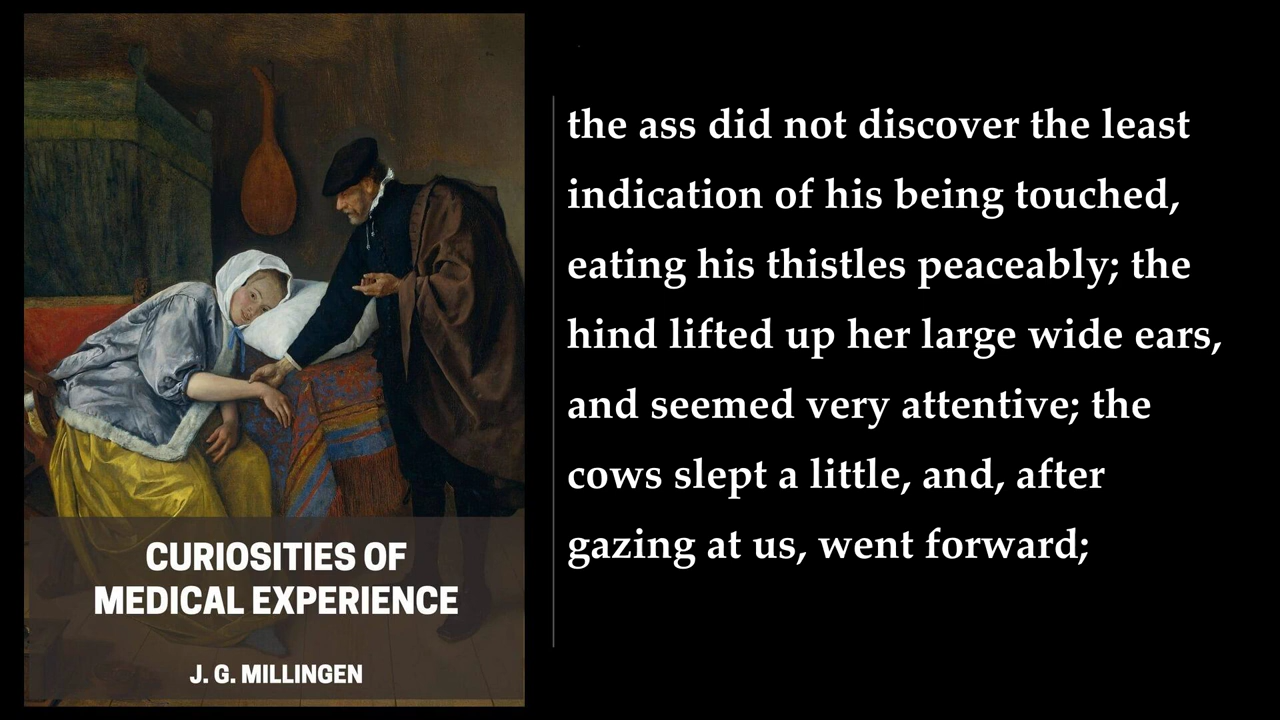 CURIOSITIES OF
MEDICAL EXPERIENCE
J. G. MILLINGEN
the ass did not discover the least
indication of his being touched,
eating his thistles peaceably; the
hind lifted up her large wide ears,
and seemed very attentive; the
cows slept a little, and, after
gazing at us, went forward;